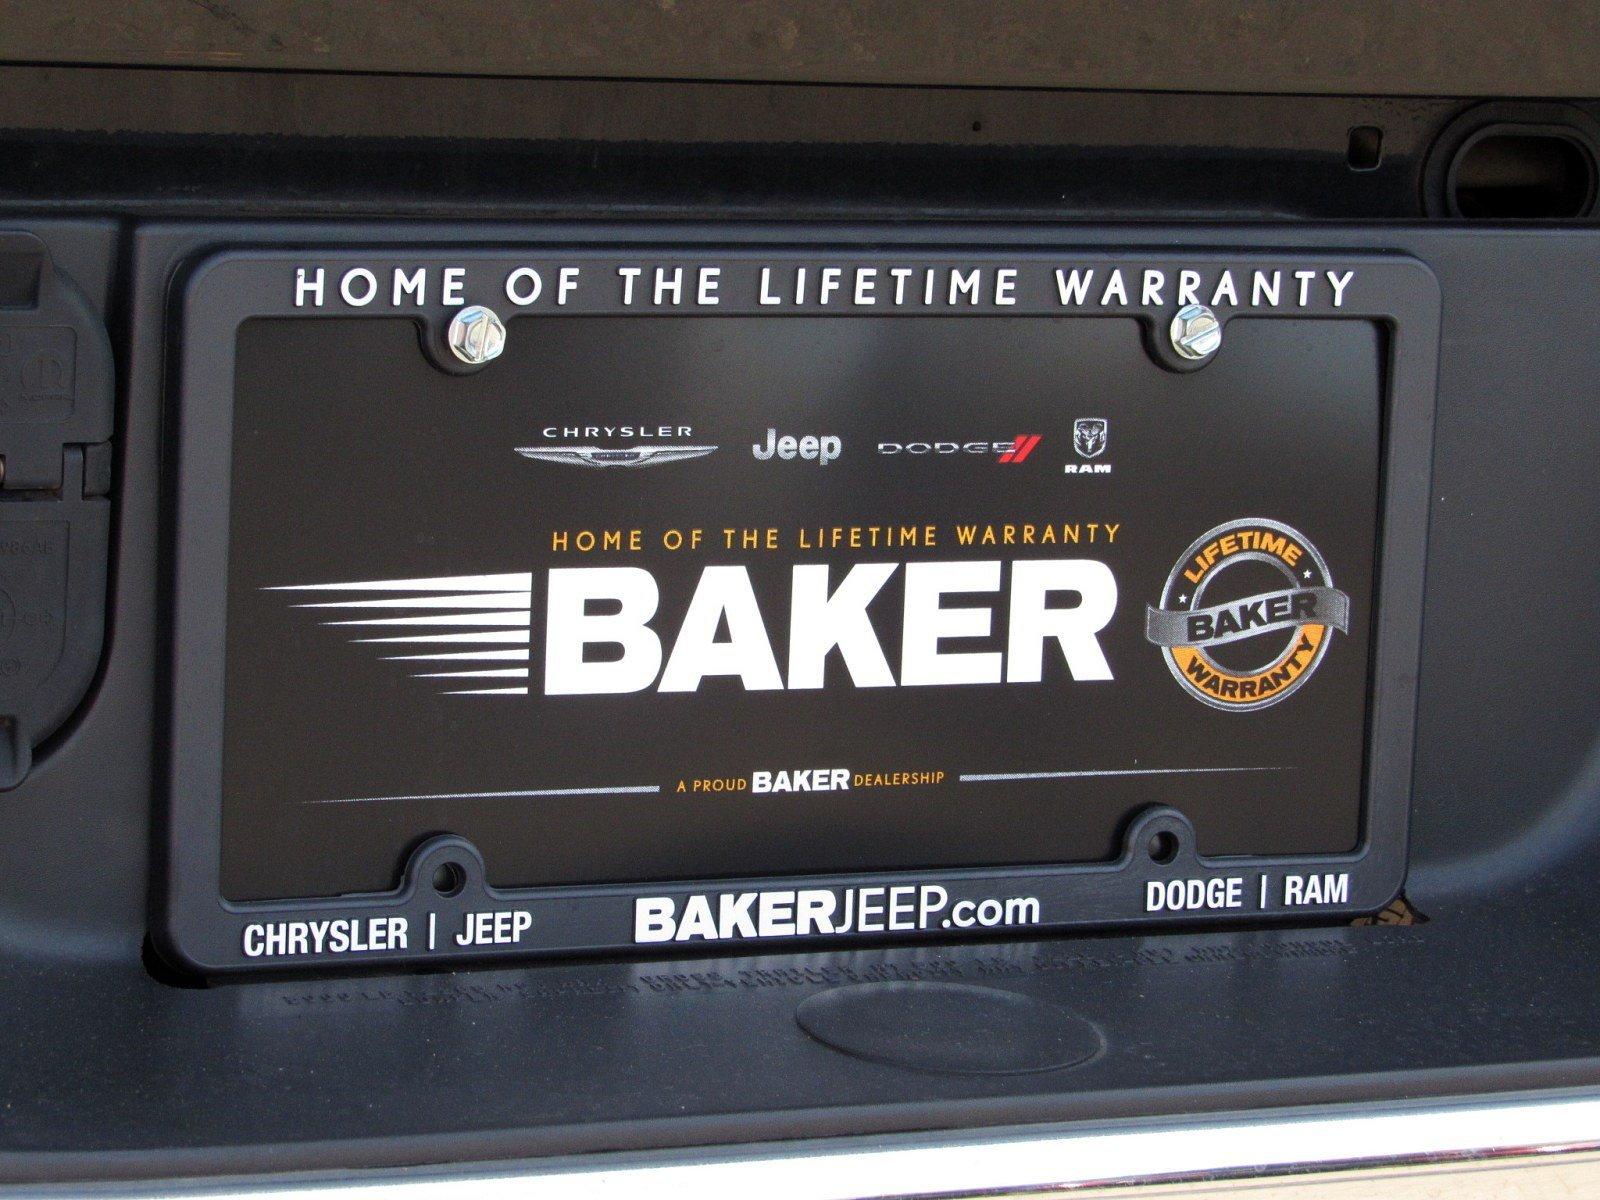 HOME OF THE LIFETIME WARRANTY
CHRYSLER Jeep DODGE RAM
HOME OF THE LIFETIME WARRANTY
BAKER
LIFETIME
BAKER
WARRANTY
A PROUD BAKER DEALERSHIP
CHRYSLER | JEEP BAKERJEEP.com DODGE | RAM